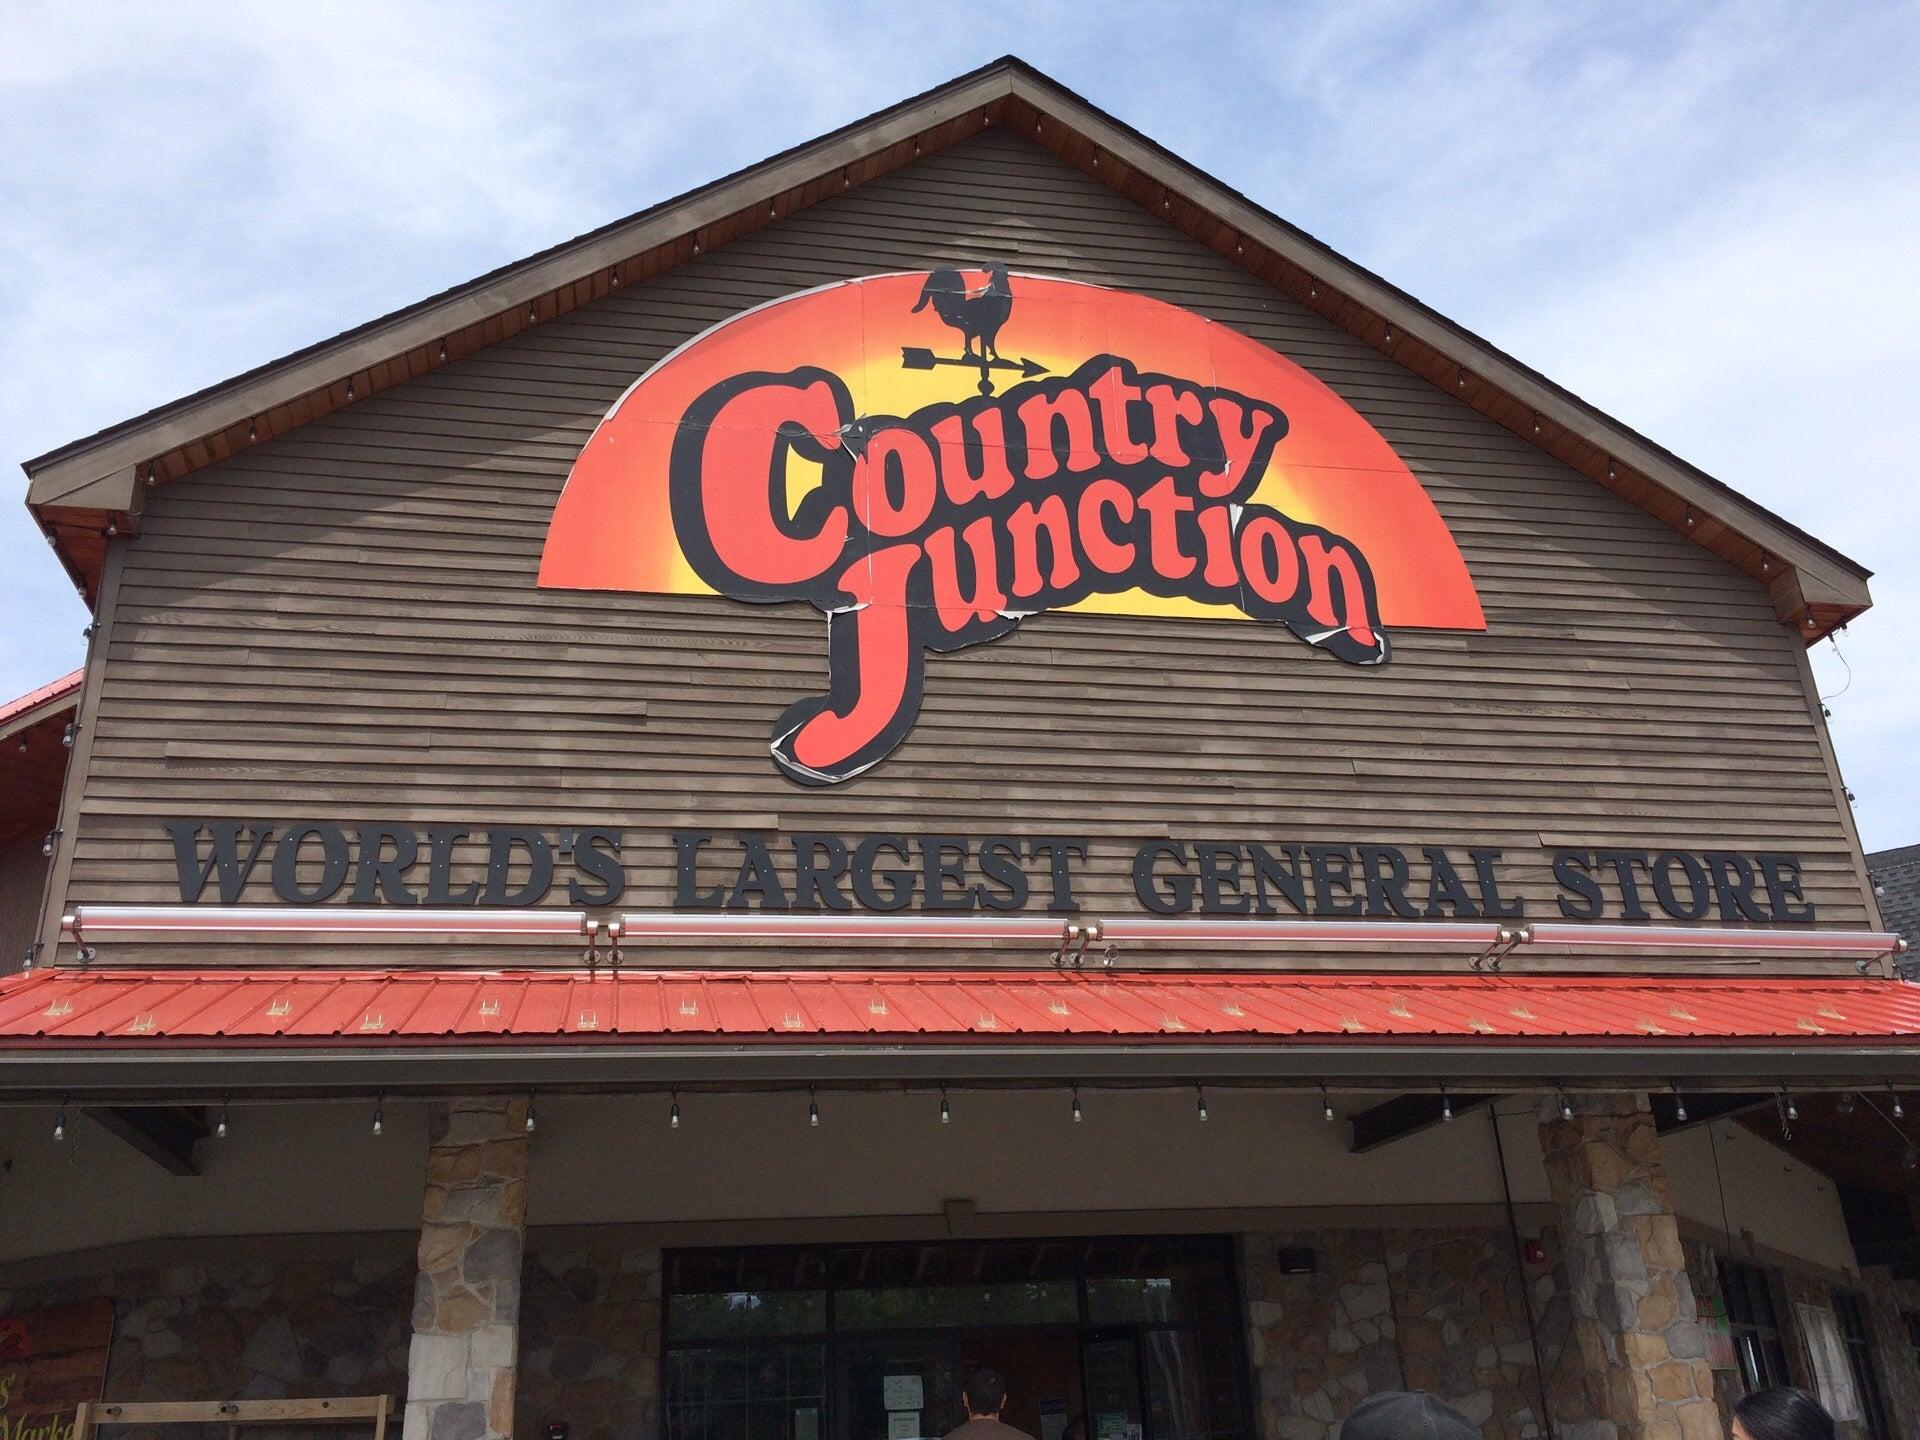 Country
Junction
WORLD'S LARGEST GENERAL STORE